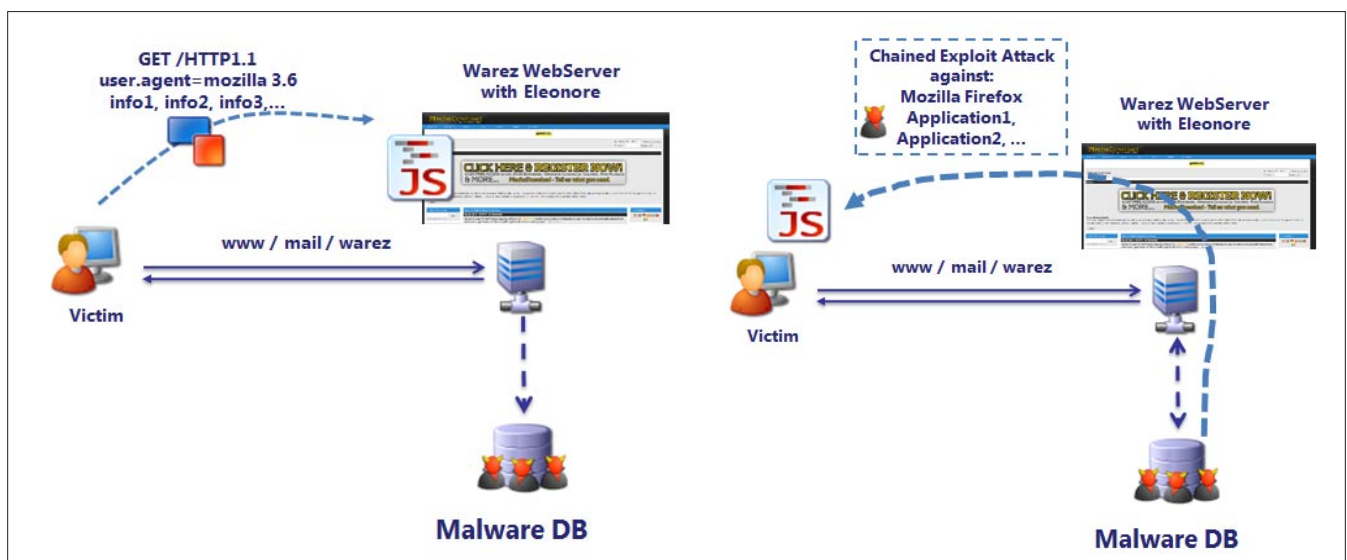 GET /HTTP1.1
user.agent=mozilla 3.6
info1, info2, info3,...
Warez WebServer
with Eleonore
JS
CLICK HERE & REGISTER NOW!
& MORE...
www / mail / warez
Victim
Malware DB
Chained Exploit Attack
against:
Mozilla Firefox
Application1,
Application2, ...
Warez WebServer
with Eleonore
JS
CLICK HERE & REGISTER NOW!
& MORE...
www / mail / warez
Victim
Malware DB